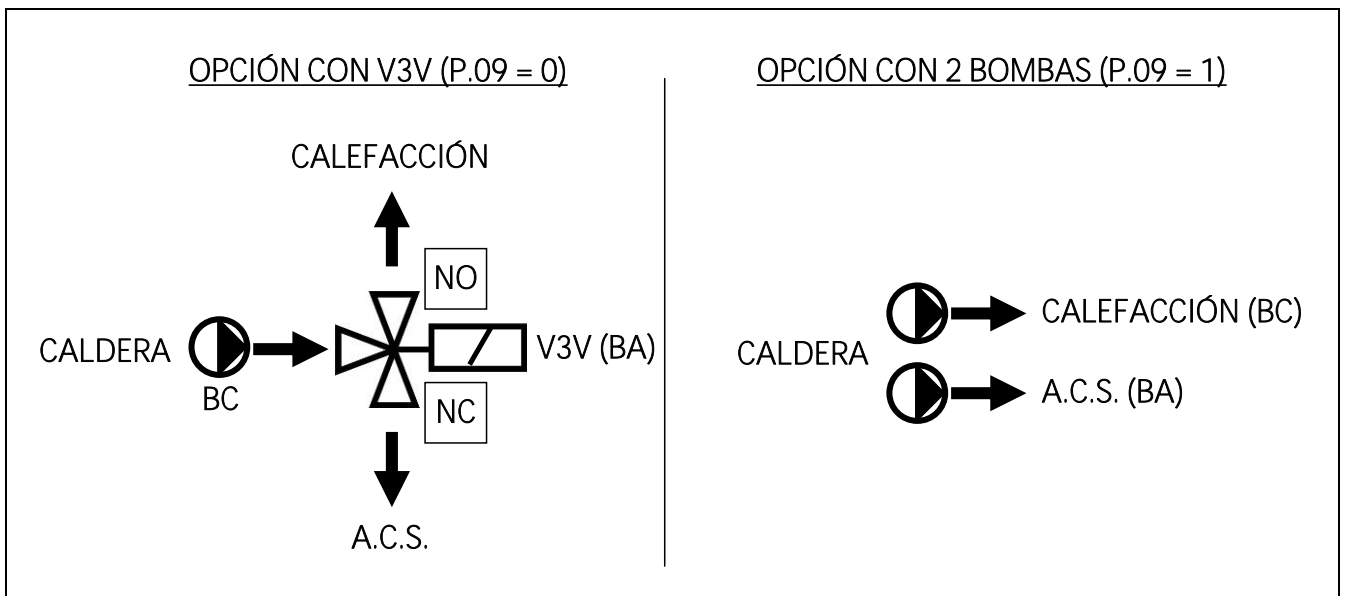 OPCIÓN CON V3V (P.09 = 0)
CALEFACCIÓN
NO
CALDERA
BC
V3V (BA)
NC
A.C.S.
OPCIÓN CON 2 BOMBAS (P.09 = 1)
CALDERA
CALEFACCIÓN (BC)
A.C.S. (BA)